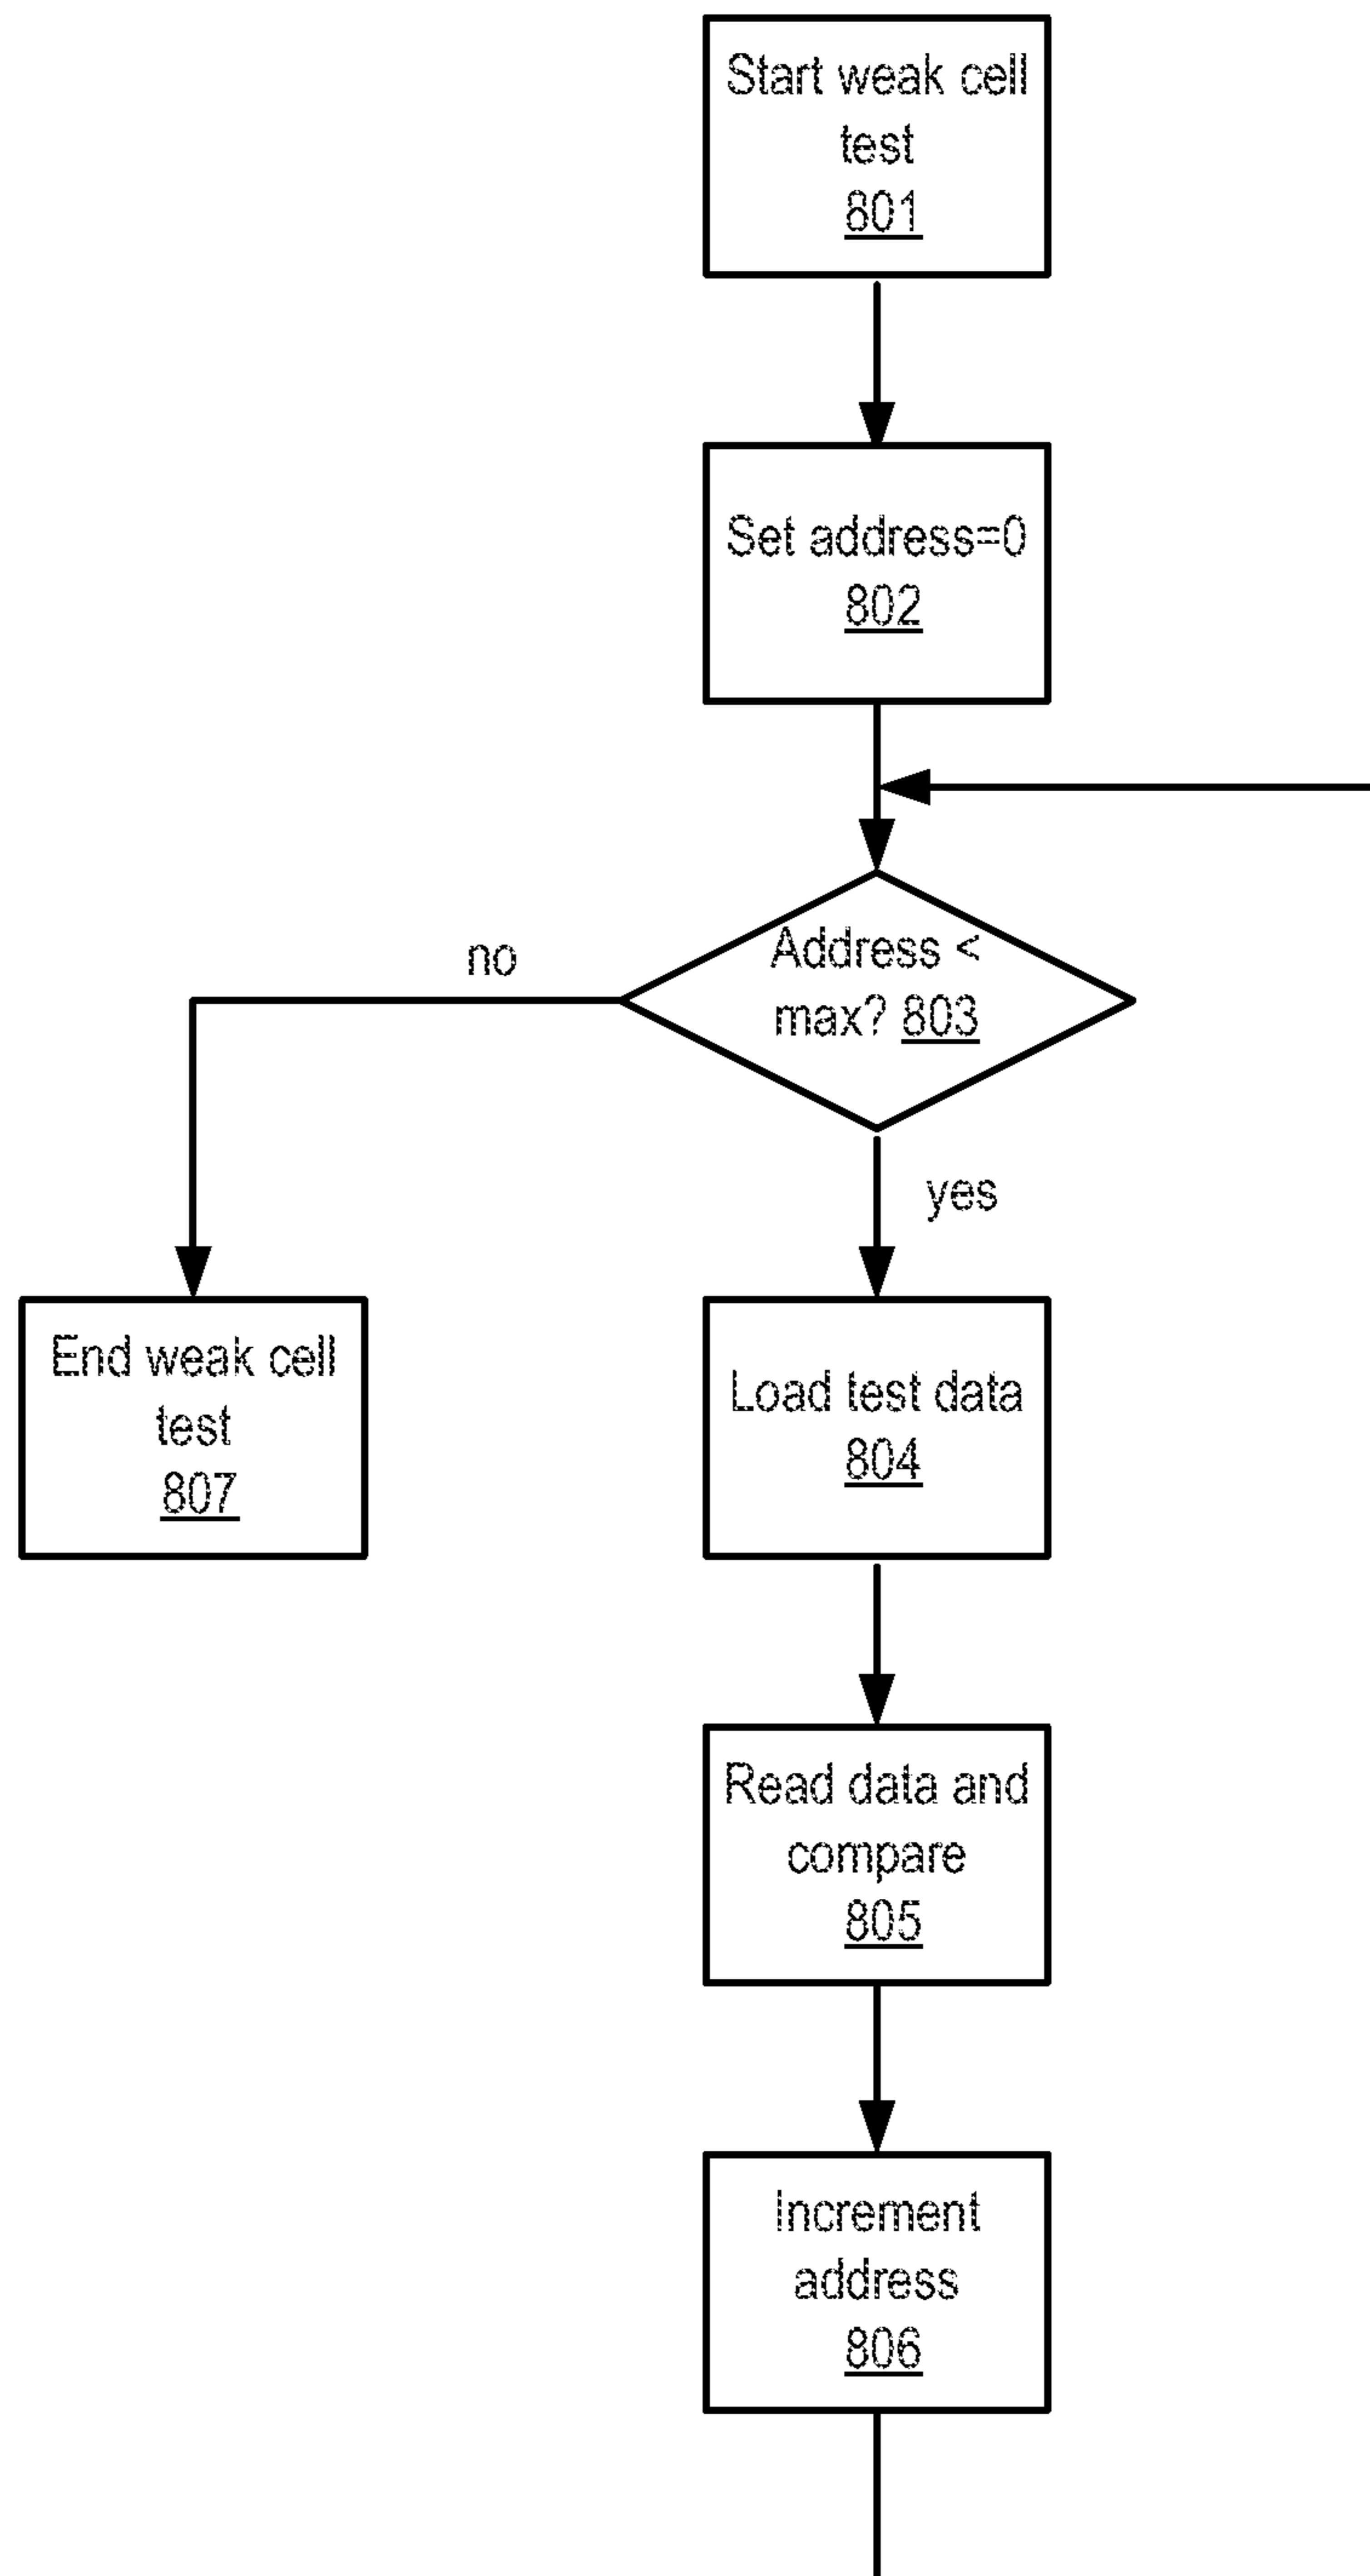 Start weak cell
test
801
Set address=0
802
Address <
max? 803
no
yes
End weak cell
test
807
Load test data
804
Read data and
compare
805
Increment
address
806